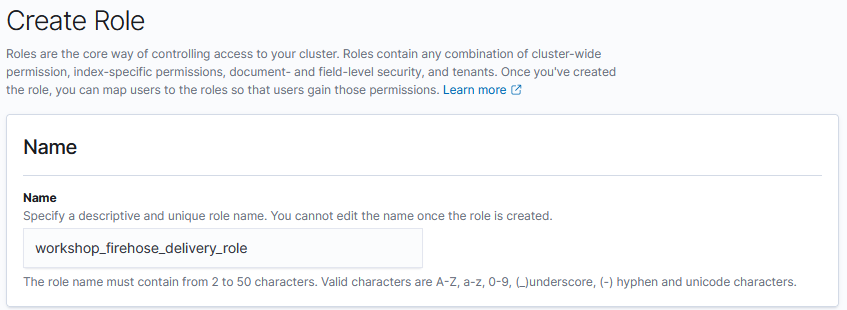 Create Role
Roles are the core way of controlling access to your cluster. Roles contain any combination of cluster-wide
permission, index-specific permissions, document- and field-level security, and tenants. Once you've created
the role, you can map users to the roles so that users gain those permissions. Learn more
Name
Name
Specify a descriptive and unique role name. You cannot edit the name once the role is created.
workshop_firehose_delivery_role
The role name must contain from 2 to 50 characters. Valid characters are A-Z, a-z, 0-9, (_)underscore, (-) hyphen and unicode characters.